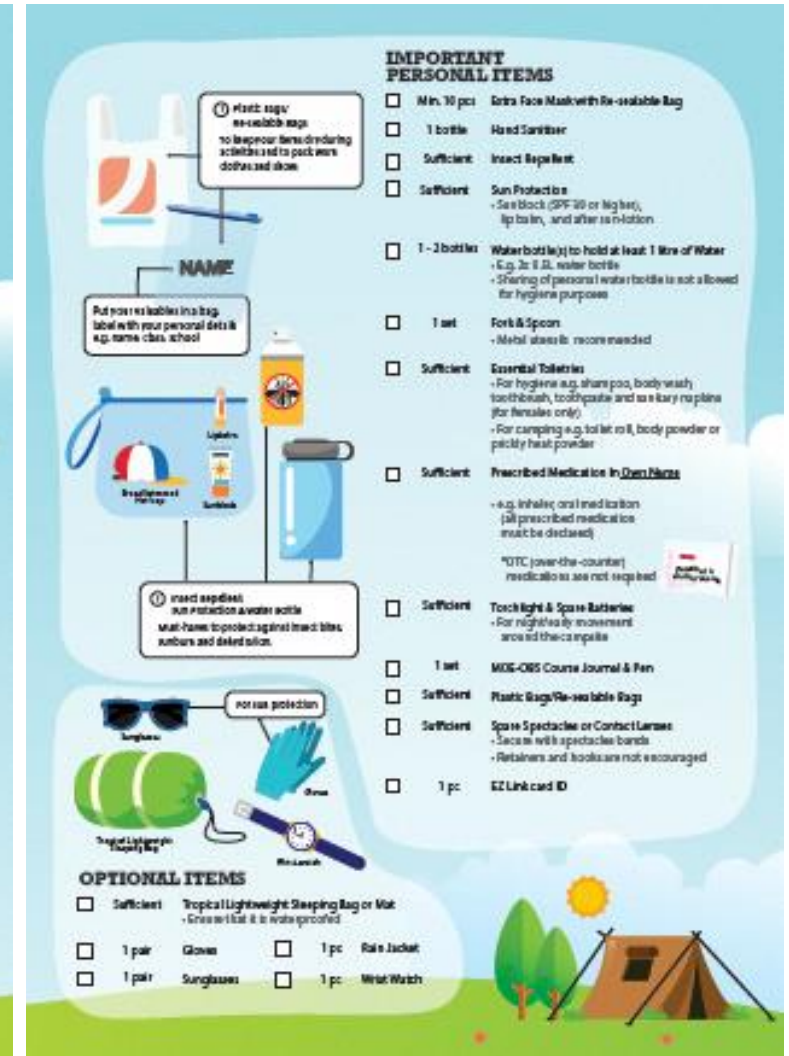 Plastic Bags/
Re-sealable Bags
To keep your items dry during
activities and to pack worn
clothes and shoes
NAME
Put your valuables in a bag,
label with your personal details
e.g. name, class, school
Lip balm
Sunblock
Insect Repellent
Sun Protection & Water Bottle
Must-haves to protect against insect bites,
sunburn and dehydration.
For sun protection
Sunglasses
Gloves
Tropical Lightweight
Sleeping Bag
Wrist watch
IMPORTANT
PERSONAL ITEMS
Min. 10 pcs Extra Face Mask with Re-sealable Bag
1 bottle Hand Sanitiser
Sufficient Insect Repellent
Sufficient Sun Protection
• Sunblock (SPF 30 or higher),
lip balm, and after sun-lotion
1 - 2 bottles Water bottle(s) to hold at least 1 litre of Water
• E.g. 2x 0.5L water bottle
• Sharing of personal water bottle is not allowed
for hygiene purposes
1 set Fork & Spoon
• Metal utensils recommended
Sufficient Essential Toiletries
• For hygiene e.g. shampoo, body wash
toothbrush, toothpaste and sanitary napkins
(for females only)
• For camping e.g. toilet roll, body powder or
prickly heat powder
Sufficient Prescribed Medication in Own Name
• e.g. inhaler, oral medication
(all prescribed medication
must be declared)
*OTC (over-the-counter)
medications are not required
Sufficient Torchlight & Spare Batteries
• For night/early movement
around the campsite
1 set MOE-OBS Course Journal & Pen
Sufficient Plastic Bags/Re-sealable Bags
Sufficient Spare Spectacles or Contact Lenses
• Secure with spectacles bands
• Retainers and hooks are not encouraged
1 pc EZ Link card ID
OPTIONAL ITEMS
Sufficient Tropical Lightweight Sleeping Bag or Mat
• Ensure that it is waterproofed
1 pair Gloves 1 pc Rain Jacket
1 pair Sunglasses 1 pc Wrist Watch